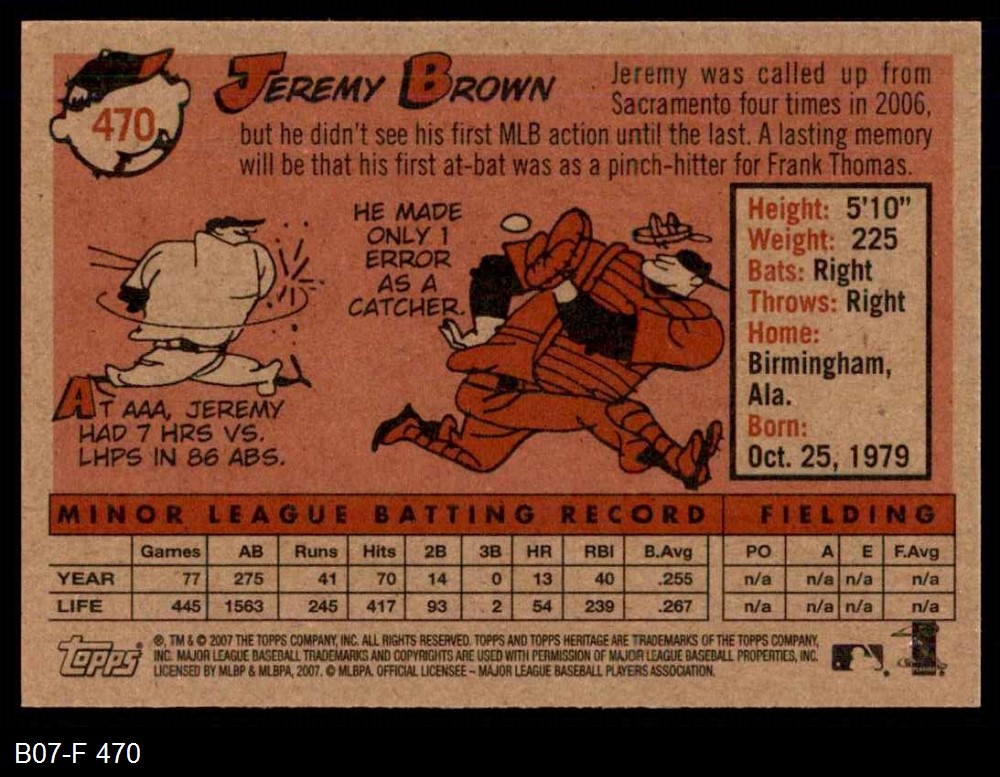 470
JEREMY BROWN
Jeremy was called up from
Sacramento four times in 2006,
but he didn't see his first MLB action until the last. A lasting memory
will be that his first at-bat was as a pinch-hitter for Frank Thomas.
HE MADE
ONLY 1
ERROR
AS A
CATCHER.
AT AAA, JEREMY
HAD 7 HRS VS.
LHPS IN 86 ABS.
Height: 5'10"
Weight: 225
Bats: Right
Throws: Right
Home:
Birmingham,
Ala.
Born:
Oct. 25, 1979
MINOR LEAGUE BATTING RECORD FIELDING
Games AB Runs Hits 2B 3B HR RBI B.Avg PO A E F.Avg
YEAR 77 275 41 70 14 0 13 40 .255 n/a n/a n/a n/a
LIFE 445 1563 245 417 93 2 54 239 .267 n/a n/a n/a n/a
Topps
®, TM & © 2007 THE TOPPS COMPANY, INC. ALL RIGHTS RESERVED. TOPPS AND TOPPS HERITAGE ARE TRADEMARKS OF THE TOPPS COMPANY,
INC. MAJOR LEAGUE BASEBALL TRADEMARKS AND COPYRIGHTS ARE USED WITH PERMISSION OF MAJOR LEAGUE BASEBALL PROPERTIES, INC.
LICENSED BY MLBP & MLBPA, 2007. © MLBPA. OFFICIAL LICENSEE – MAJOR LEAGUE BASEBALL PLAYERS ASSOCIATION.
B07-F 470